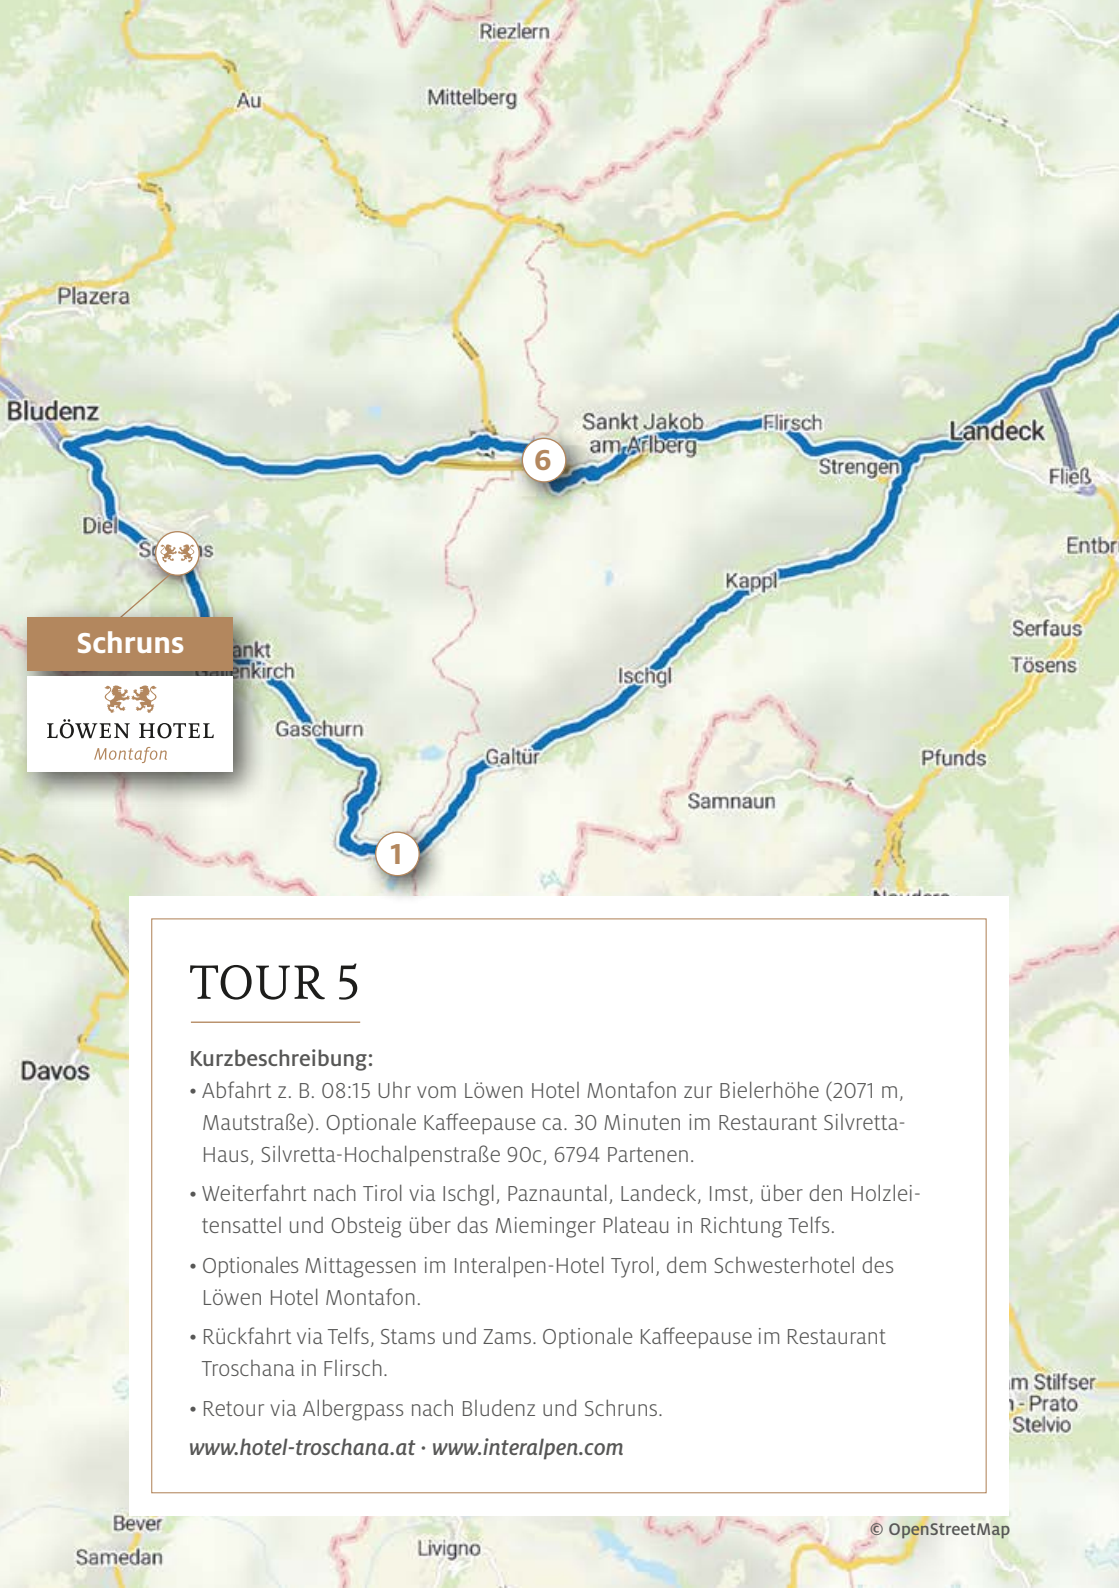 Riezlern
Mittelberg
Au
Plazera
Bludenz
Sankt Jakob
am Arlberg
Flirsch
Landeck
6
Strengen
Fließ
Diel
Entbr
Kappl
Schruns
Serfaus
Tösens
Ischgl
LÖWEN HOTEL
Montafon
Gaschurn
Galtür
Pfunds
Samnaun
1
TOUR 5
Kurzbeschreibung:
• Abfahrt z. B. 08:15 Uhr vom Löwen Hotel Montafon zur Bielerhöhe (2071 m,
Mautstraße). Optionale Kaffeepause ca. 30 Minuten im Restaurant Silvretta-
Haus, Silvretta-Hochalpenstraße 90c, 6794 Partenen.
• Weiterfahrt nach Tirol via Ischgl, Paznauntal, Landeck, Imst, über den Holzlei-
tensattel und Obsteig über das Mieminger Plateau in Richtung Telfs.
• Optionales Mittagessen im Interalpen-Hotel Tyrol, dem Schwesterhotel des
Löwen Hotel Montafon.
• Rückfahrt via Telfs, Stams und Zams. Optionale Kaffeepause im Restaurant
Troschana in Flirsch.
• Retour via Albergpass nach Bludenz und Schruns.
www.hotel-troschana.at · www.interalpen.com
Davos
m Stilfser
- Prato
Stelvio
Bever
Samedan
Livigno
© OpenStreetMap